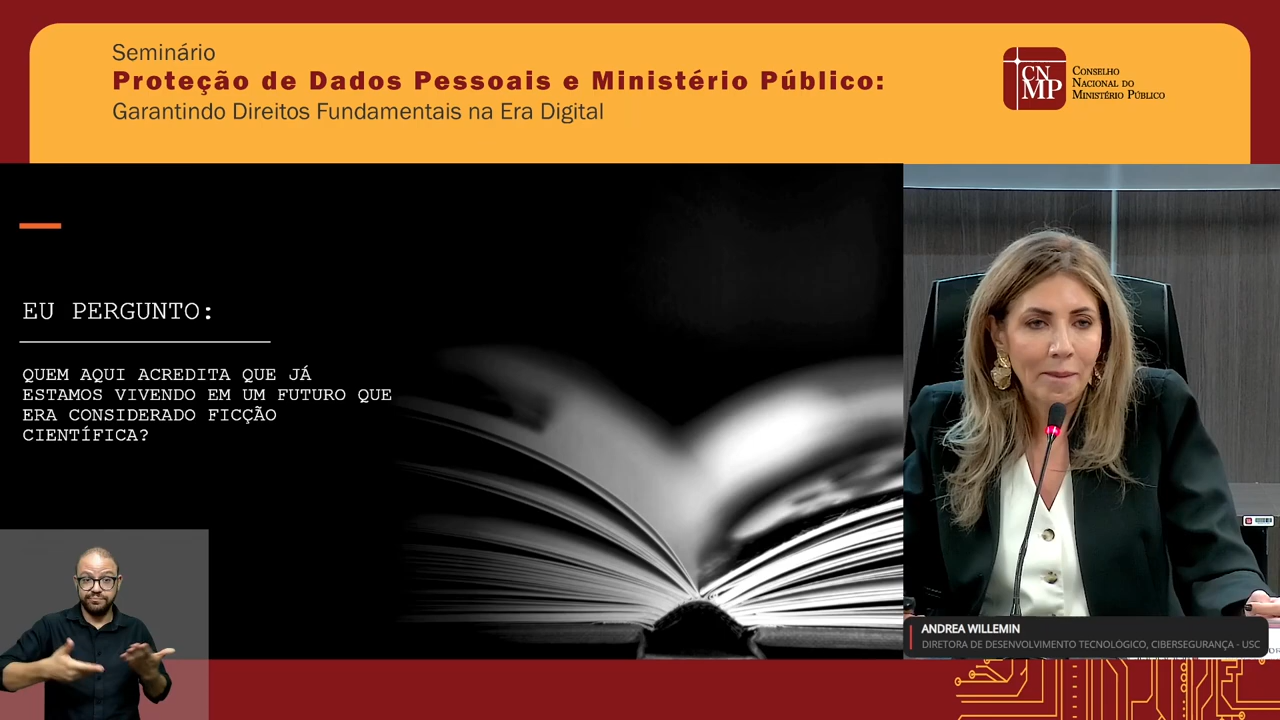 Seminário
Proteção de Dados Pessoais e Ministério Público:
Garantindo Direitos Fundamentais na Era Digital
CN
MP
CONSELHO
NACIONAL DO
MINISTÉRIO PÚBLICO
EU PERGUNTO:
QUEM AQUI ACREDITA QUE JÁ
ESTAMOS VIVENDO EM UM FUTURO QUE
ERA CONSIDERADO FICÇÃO
CIENTÍFICA?
ANDREA WILLEMIN
DIRETORA DE DESENVOLVIMENTO TECNOLÓGICO, CIBERSEGURANÇA - USC